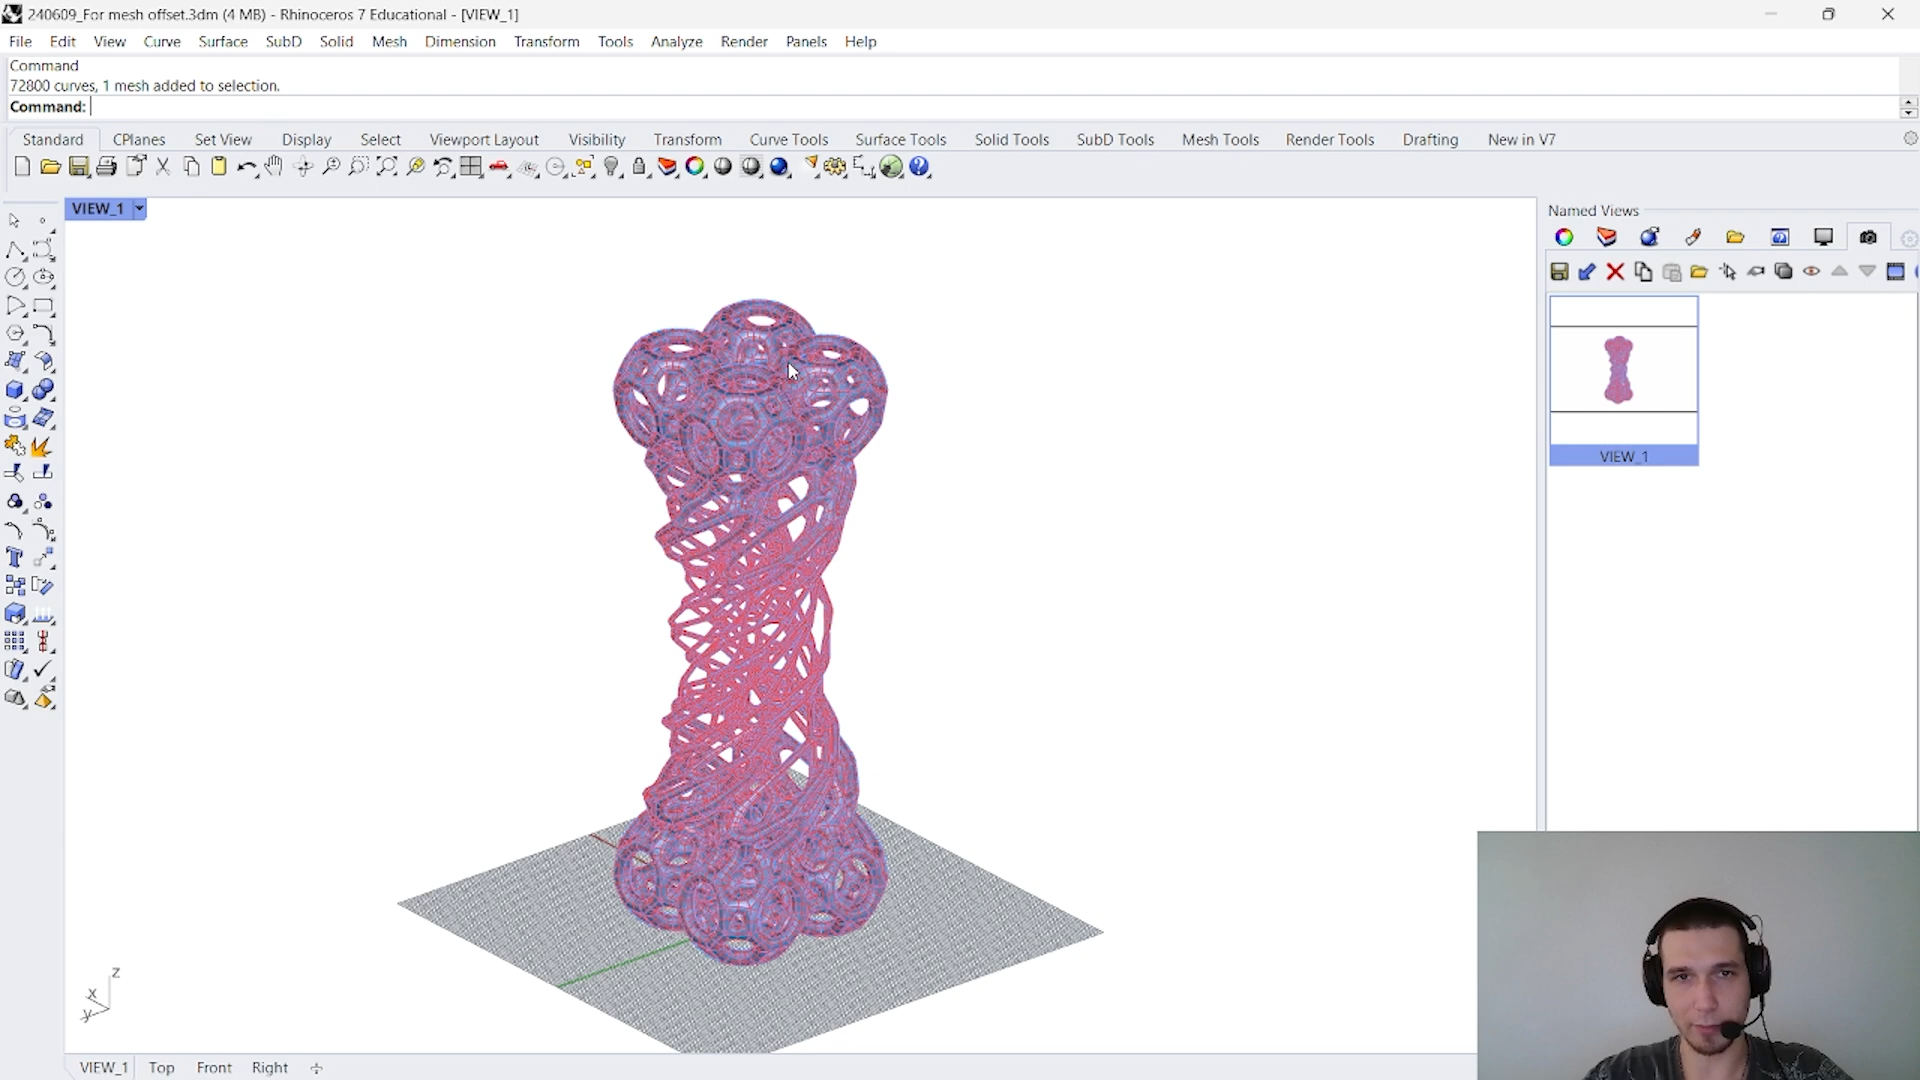 240609_For mesh offset.3dm (4 MB) - Rhinoceros 7 Educational - [VIEW_1]
File Edit View Curve Surface SubD Solid Mesh Dimension Transform Tools Analyze Render Panels Help
Command
72800 curves, 1 mesh added to selection.
Command:
Standard CPlanes Set View Display Select Viewport Layout Visibility Transform Curve Tools Surface Tools Solid Tools SubD Tools Mesh Tools Render Tools Drafting New in V7
VIEW_1
Named Views
VIEW_1
z
x
y
VIEW_1 Top Front Right